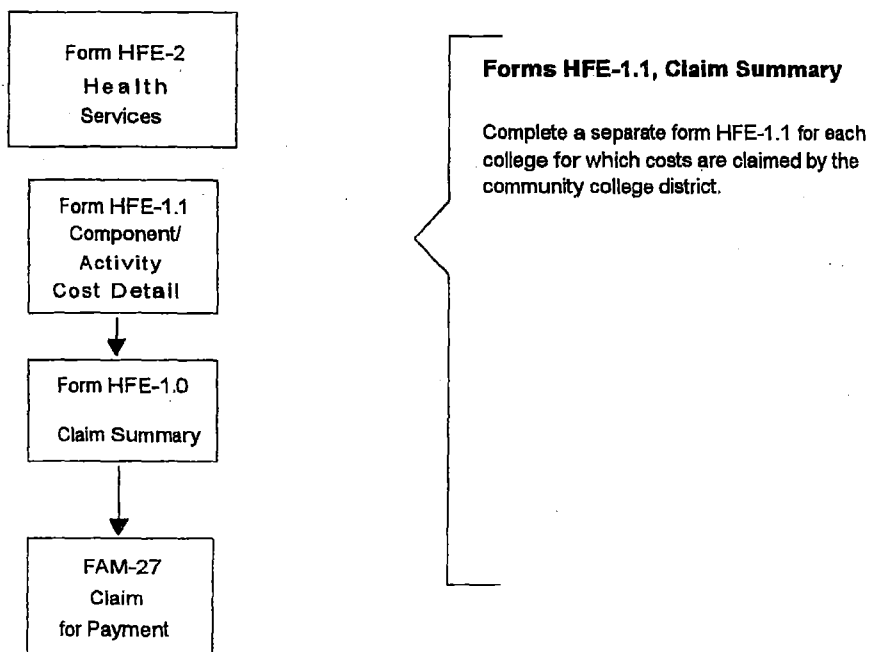 Form HFE-2
Health
Services
Form HFE-1.1
Component/
Activity
Cost Detail
Form HFE-1.0
Claim Summary
FAM-27
Claim
for Payment
Forms HFE-1.1, Claim Summary
Complete a separate form HFE-1.1 for each
college for which costs are claimed by the
community college district.